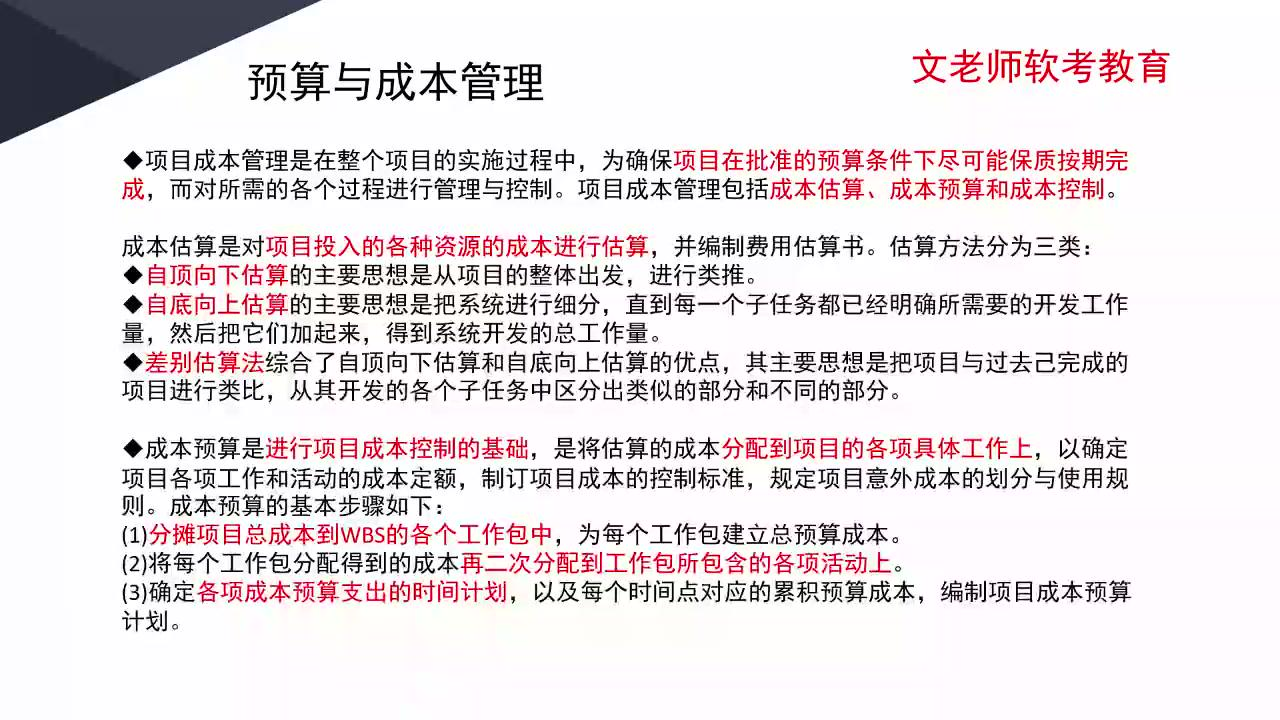 预算与成本管理
文老师软考教育
◆项目成本管理是在整个项目的实施过程中，为确保项目在批准的预算条件下尽可能保质按期完
成，而对所需的各个过程进行管理与控制。项目成本管理包括成本估算、成本预算和成本控制。
成本估算是对项目投入的各种资源的成本进行估算，并编制费用估算书。估算方法分为三类：
◆自顶向下估算的主要思想是从项目的整体出发，进行类推。
◆自底向上估算的主要思想是把系统进行细分，直到每一个子任务都已经明确所需要的开发工作
量，然后把它们加起来，得到系统开发的总工作量。
◆差别估算法综合了自顶向下估算和自底向上估算的优点，其主要思想是把项目与过去己完成的
项目进行类比，从其开发的各个子任务中区分出类似的部分和不同的部分。
◆成本预算是进行项目成本控制的基础，是将估算的成本分配到项目的各项具体工作上，以确定
项目各项工作和活动的成本定额，制订项目成本的控制标准，规定项目意外成本的划分与使用规
则。成本预算的基本步骤如下：
(1)分摊项目总成本到WBS的各个工作包中，为每个工作包建立总预算成本。
(2)将每个工作包分配得到的成本再二次分配到工作包所包含的各项活动上。
(3)确定各项成本预算支出的时间计划，以及每个时间点对应的累积预算成本，编制项目成本预算
计划。